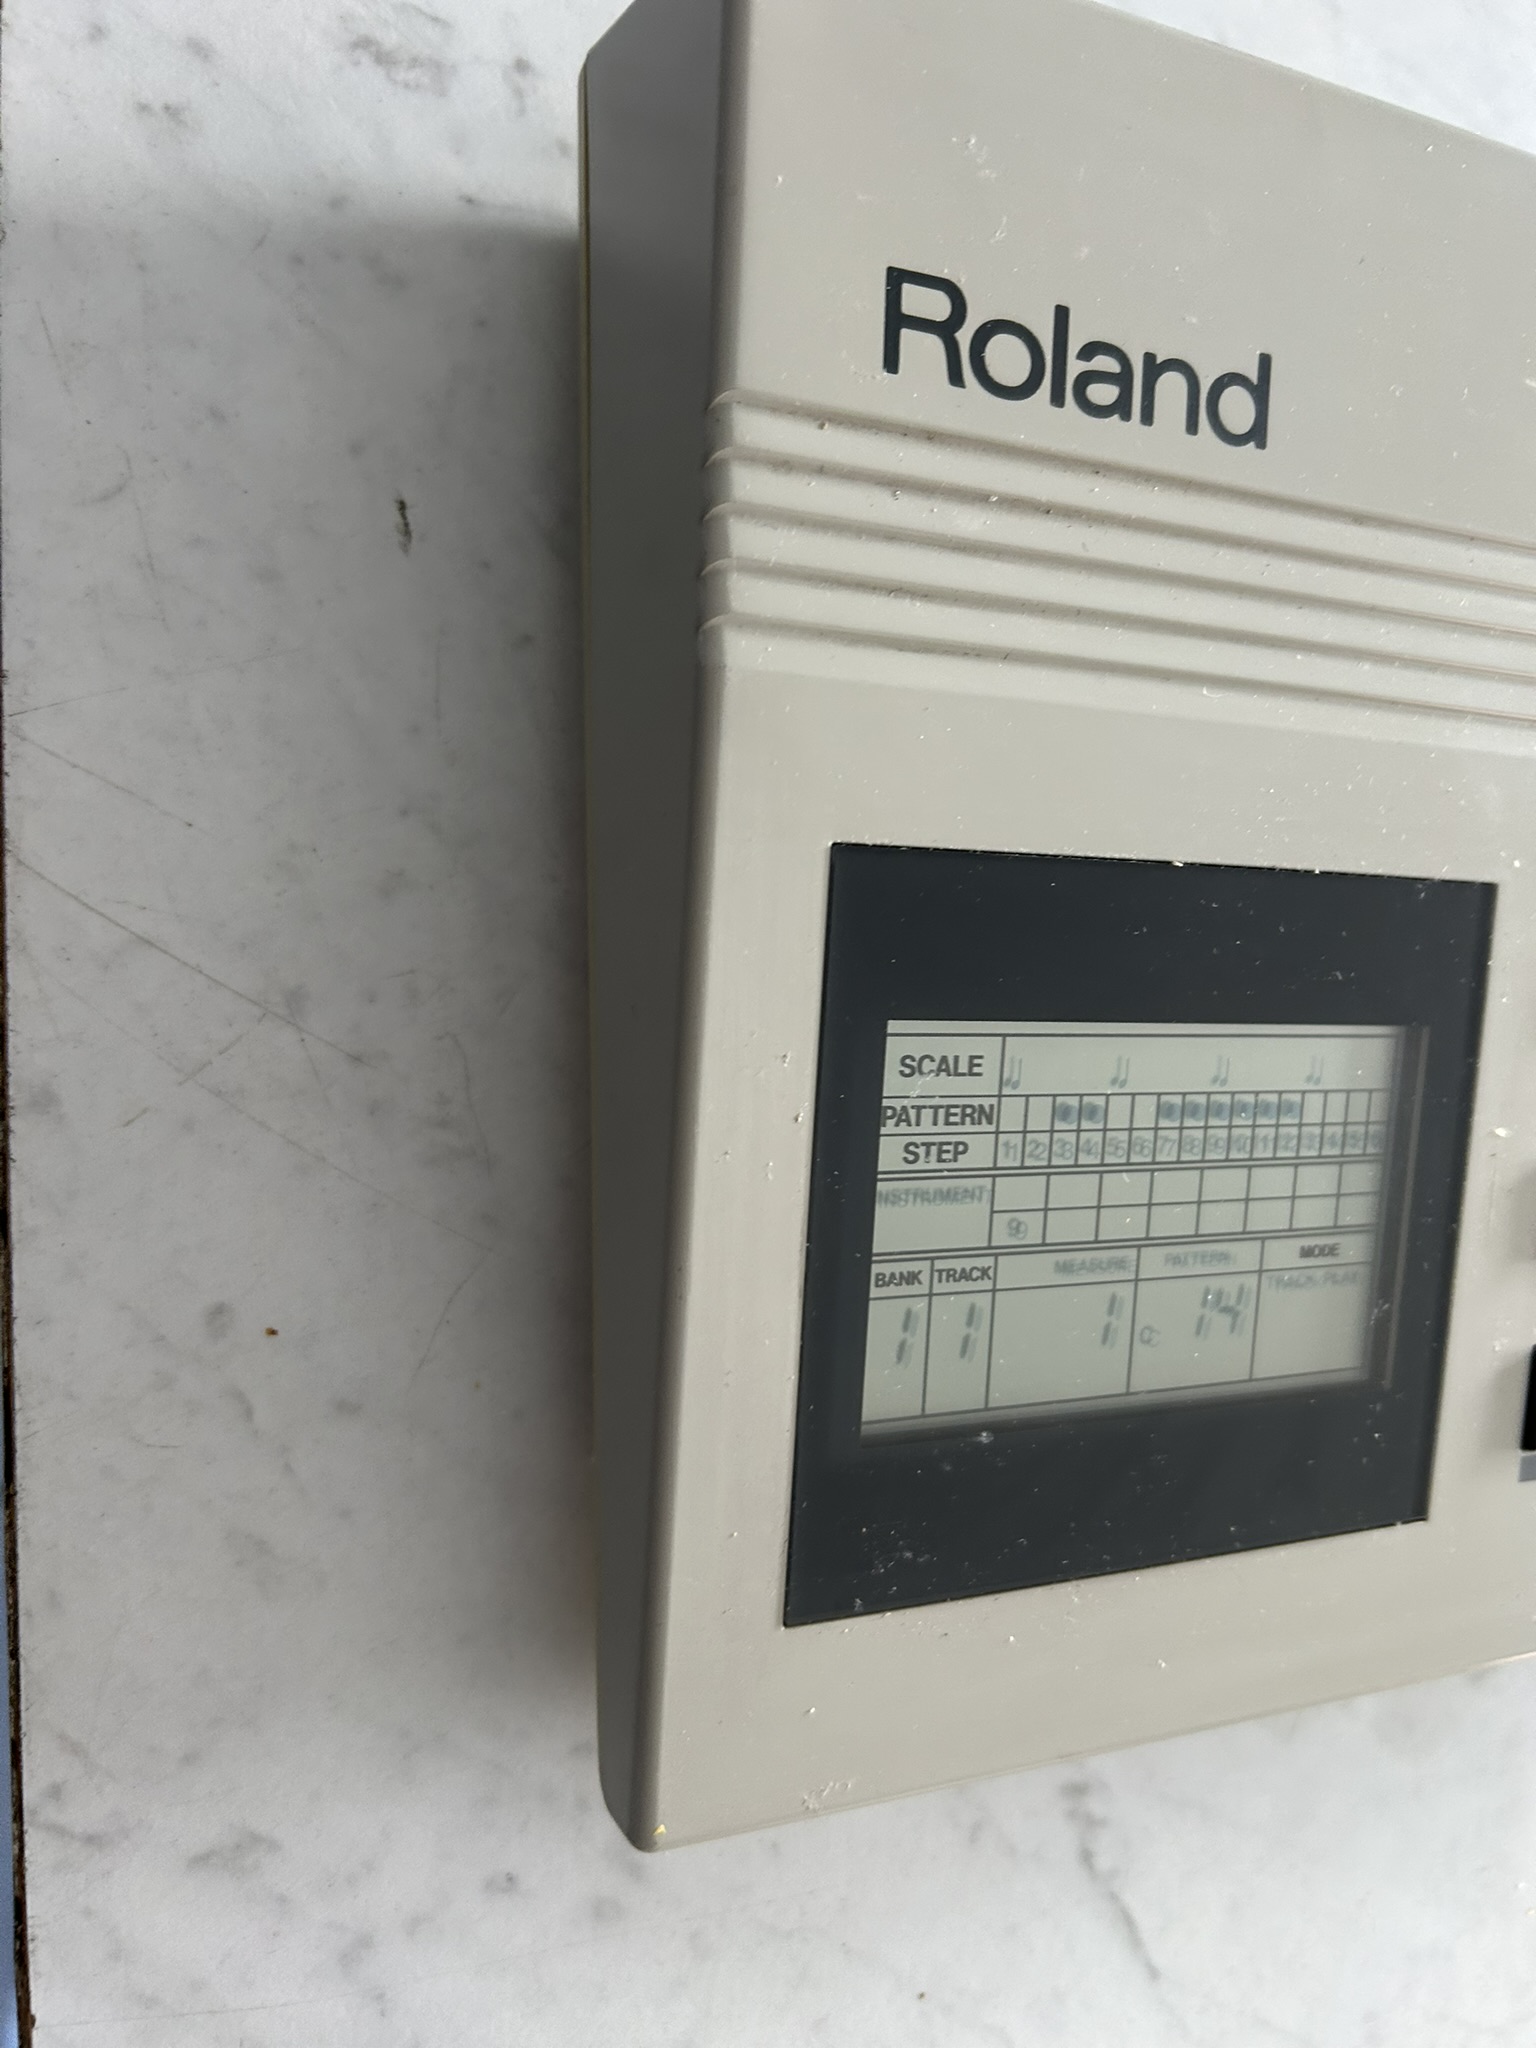 Roland
SCALE
PATTERN
STEP 1 2 3 4 5 6 7 8 9 10 11 12 13 14 15 16
INSTRUMENT
9
BANK TRACK MEASURE PATTERN MODE
1 1 1 C 14 TRACK PLAY